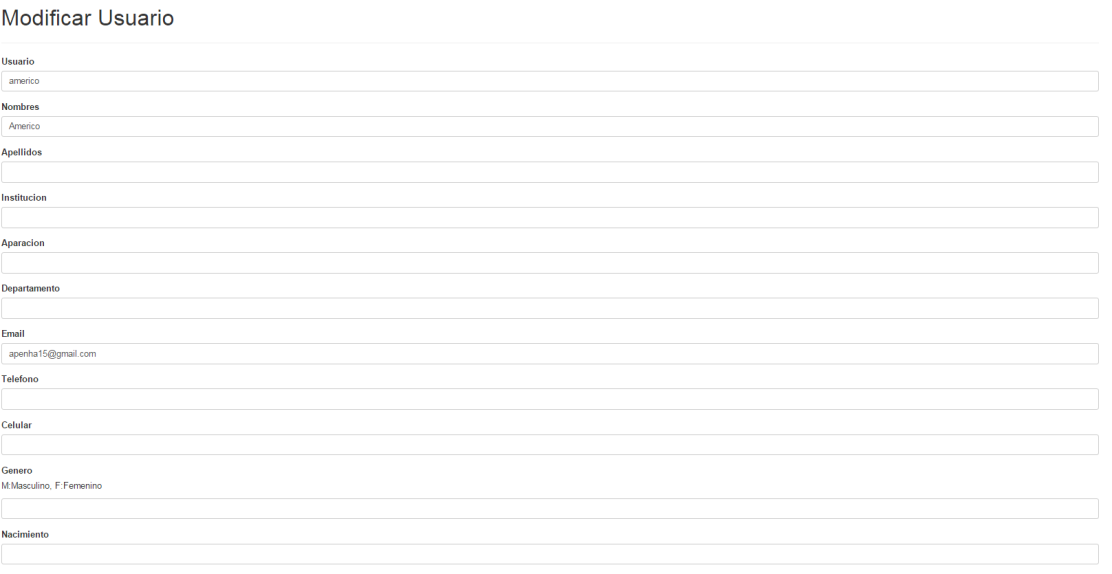 Modificar Usuario
Usuario
americo
Nombres
Americo
Apellidos
Institucion
Aparacion
Departamento
Email
apenha15@gmail.com
Telefono
Celular
Genero
M:Masculino, F:Femenino
Nacimiento